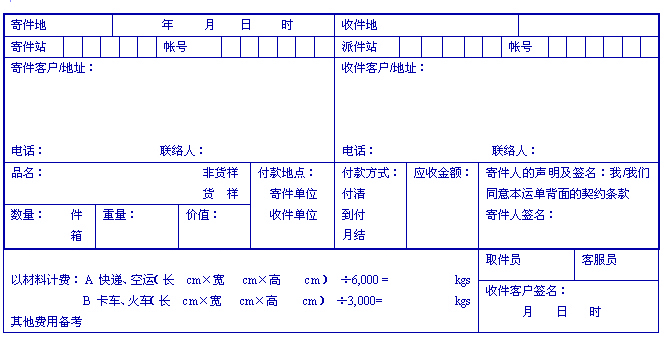 寄件地 年 月 日 时 收件地
寄件站 帐号 派件站 帐号
寄件客户/地址： 收件客户/地址：
电话： 联络人： 电话： 联络人：
品名： 非货样 付款地点： 付款方式： 应收金额： 寄件人的声明及签名：我/我们
货 样 寄件单位 付渚 同意本运单背面的契约条款
数量： 件 重量： 价值： 收件单位 到付 寄件人签名：
箱 月结
取件员 客服员
以材料计费： A 快递、空运（长 cm×宽 cm×高 cm） ÷6,000 = kgs
收件客户签名：
B 卡车、火车（长 cm×宽 cm×高 cm） ÷3,000= kgs
月 日 时
其他费用备考